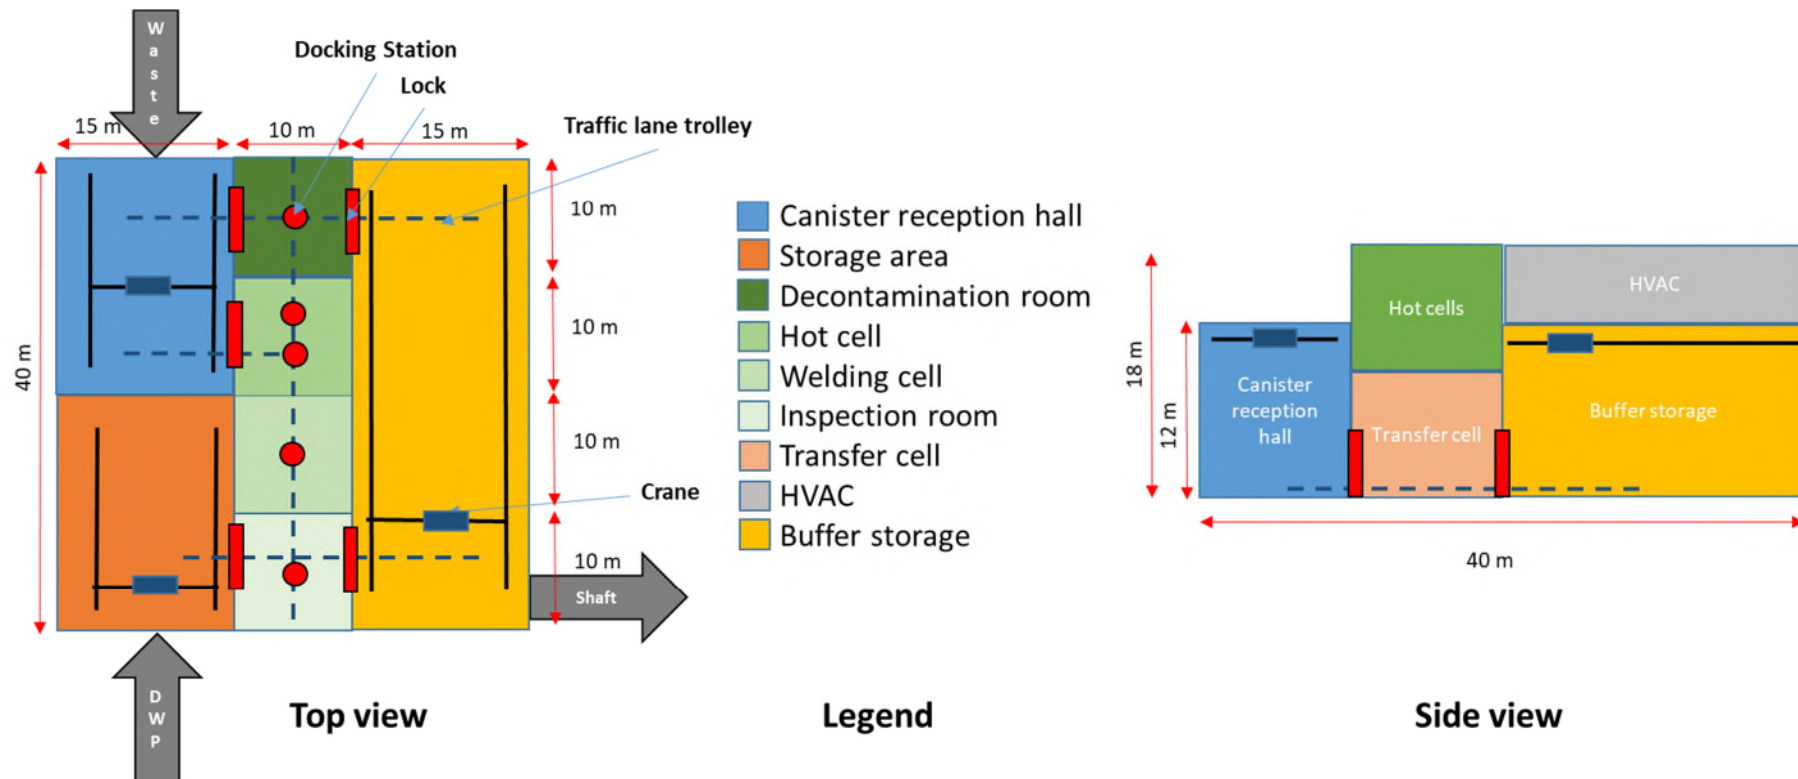 Waste
Docking Station
Lock
15 m
10 m
15 m
Traffic lane trolley
40 m
10 m
10 m
10 m
10 m
Crane
Shaft
DWP
Top view
Canister reception hall
Storage area
Decontamination room
Hot cell
Welding cell
Inspection room
Transfer cell
HVAC
Buffer storage
Legend
18 m
12 m
Hot cells
HVAC
Canister
reception
hall
Transfer cell
Buffer storage
40 m
Side view